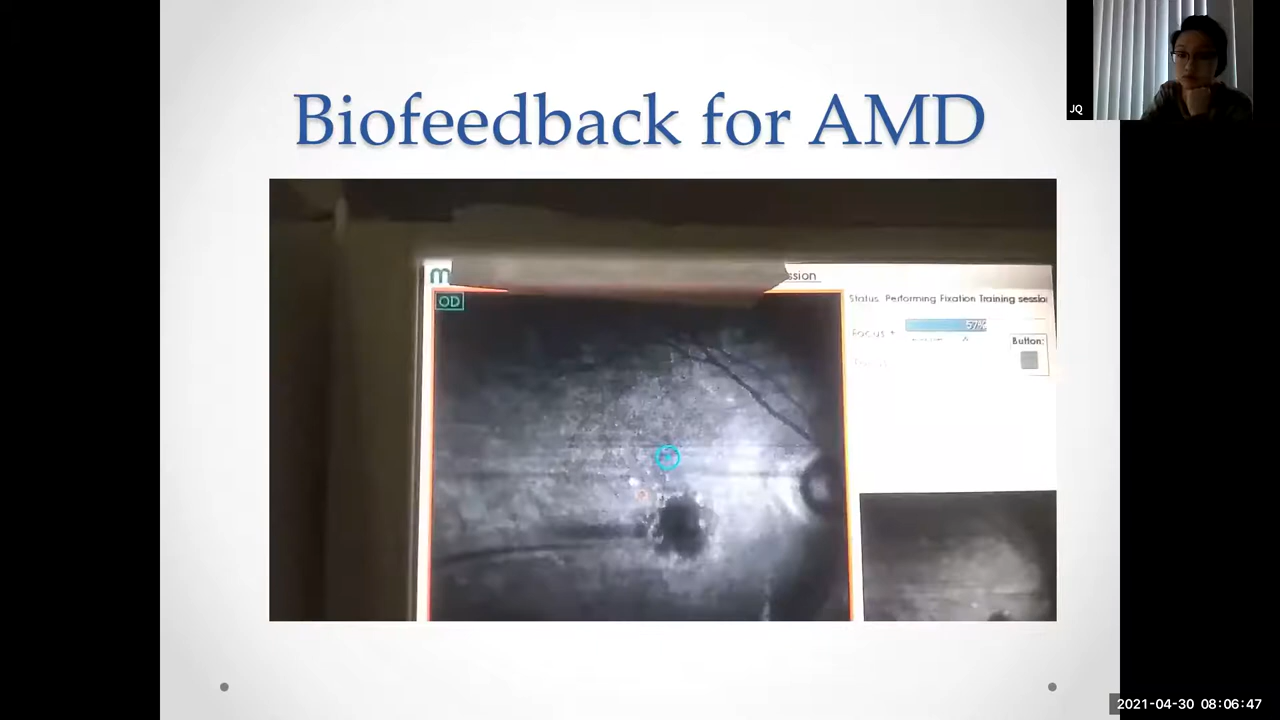 Biofeedback for AMD
JQ
m
ssion
OD
Status Performing Fixation Training sessio
Focus +
57%
Button:
2021-04-30 08:06:47